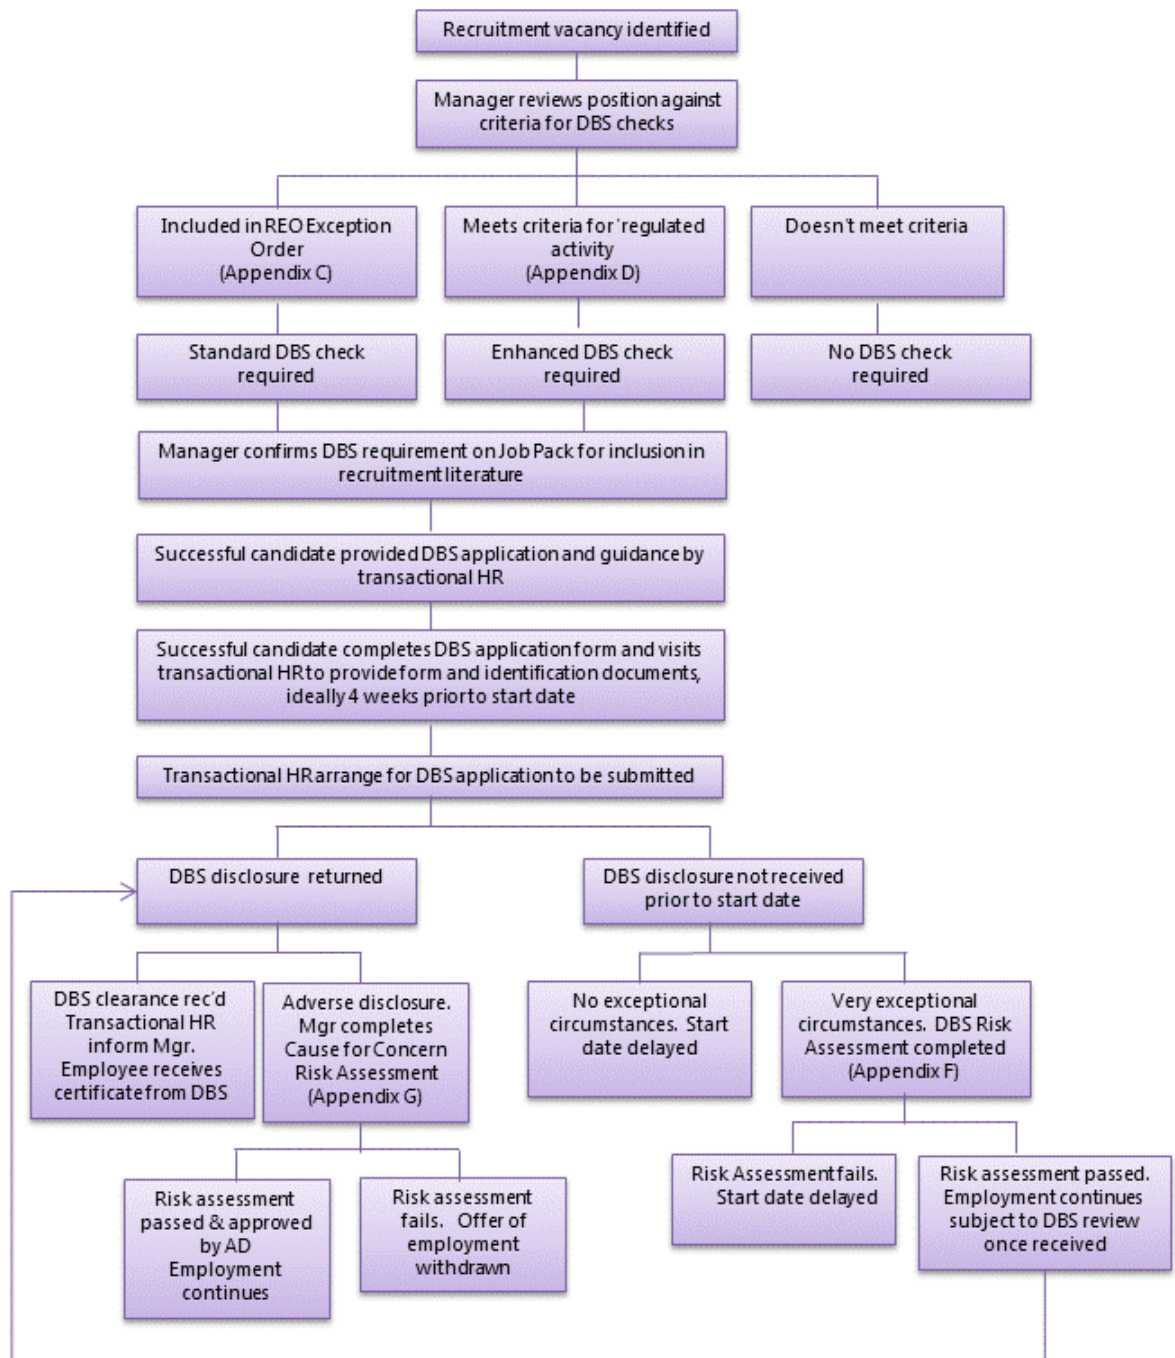 Recruitment vacancy identified
Manager reviews position against
criteria for DBS checks
Included in REO Exception
Order
(Appendix C)
Meets criteria for 'regulated
activity
(Appendix D)
Doesn't meet criteria
Standard DBS check
required
Enhanced DBS check
required
No DBS check
required
Manager confirms DBS requirement on Job Pack for inclusion in
recruitment literature
Successful candidate provided DBS application and guidance by
transactional HR
Successful candidate completes DBS application form and visits
transactional HR to provide form and identification documents,
ideally 4 weeks prior to start date
Transactional HR arrange for DBS application to be submitted
DBS disclosure returned
DBS disclosure not received
prior to start date
DBS clearance rec'd
Transactional HR
inform Mgr.
Employee receives
certificate from DBS
Adverse disclosure.
Mgr completes
Cause for Concern
Risk Assessment
(Appendix G)
No exceptional
circumstances. Start
date delayed
Very exceptional
circumstances. DBS Risk
Assessment completed
(Appendix F)
Risk assessment
passed & approved
by AD
Employment
continues
Risk assessment
fails. Offer of
employment
withdrawn
Risk Assessment fails.
Start date delayed
Risk assessment passed.
Employment continues
subject to DBS review
once received